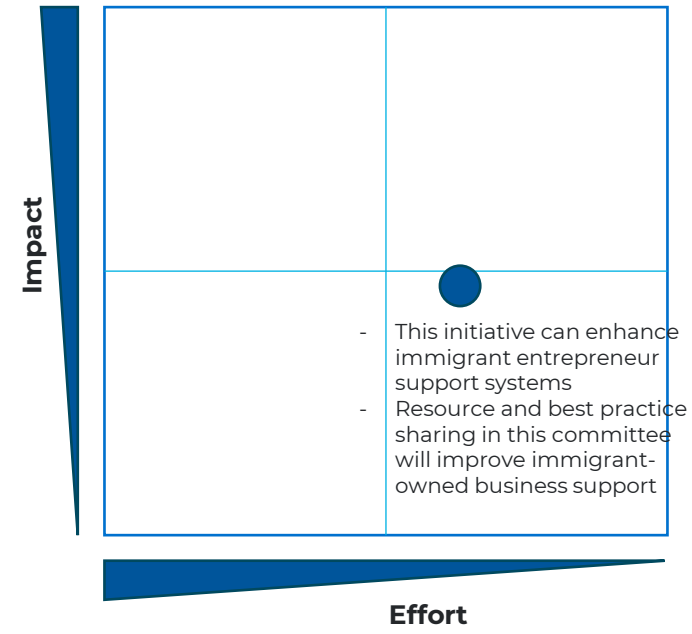 Impact
- This initiative can enhance
immigrant entrepreneur
support systems
- Resource and best practice
sharing in this committee
will improve immigrant-
owned business support
Effort